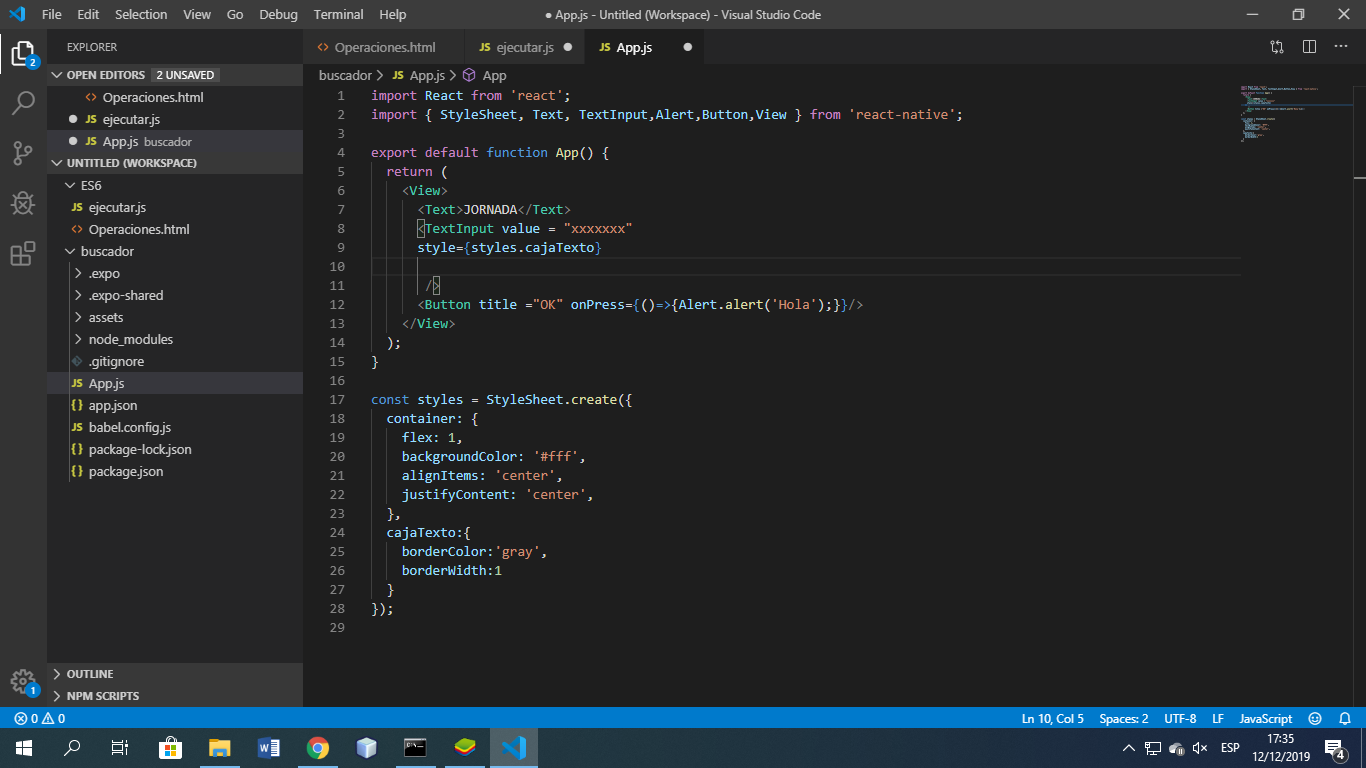 File Edit Selection View Go Debug Terminal Help ● App.js - Untitled (Workspace) - Visual Studio Code
EXPLORER
OPEN EDITORS 2 UNSAVED
<> Operaciones.html
● JS ejecutar.js
● JS App.js buscador
UNTITLED (WORKSPACE)
ES6
JS ejecutar.js
<> Operaciones.html
buscador
.expo
.expo-shared
assets
node_modules
.gitignore
JS App.js
{} app.json
JS babel.config.js
{} package-lock.json
{} package.json
OUTLINE
NPM SCRIPTS
2
1
<> Operaciones.html JS ejecutar.js ● JS App.js ●
buscador > JS App.js > App
1 import React from 'react';
2 import { StyleSheet, Text, TextInput,Alert,Button,View } from 'react-native';
3
4 export default function App() {
5 return (
6 <View>
7 <Text>JORNADA</Text>
8 <TextInput value = "xxxxxxx"
9 style={styles.cajaTexto}
10
11 />
12 <Button title ="OK" onPress={()=>{Alert.alert('Hola');}}/>
13 </View>
14 );
15 }
16
17 const styles = StyleSheet.create({
18 container: {
19 flex: 1,
20 backgroundColor: '#fff',
21 alignItems: 'center',
22 justifyContent: 'center',
23 },
24 cajaTexto:{
25 borderColor:'gray',
26 borderWidth:1
27 }
28 });
29
0 0 Ln 10, Col 5 Spaces: 2 UTF-8 LF JavaScript
ESP 17:35
12/12/2019 4